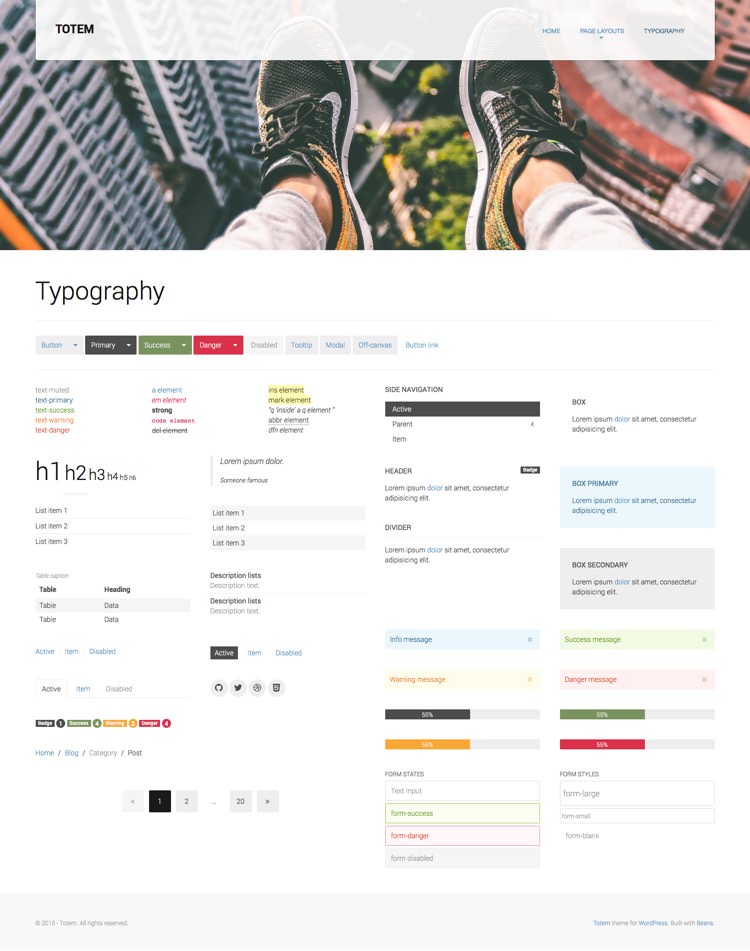 TOTEM
HOME PAGE LAYOUTS TYPOGRAPHY
Typography
Button Primary Success Danger Disabled Tooltip Modal Off-canvas Button link
text-muted
text-primary
text-success
text-warning
text-danger
a element
em element
strong
code element
del element
ins element
mark element
"q 'inside' a q element "
abbr element
dfn element
h1 h2 h3 h4 h5 h6
Lorem ipsum dolor.
Someone famous
List item 1
List item 2
List item 3
List item 1
List item 2
List item 3
Table caption
Table Heading
Table Data
Table Data
Description lists
Description text.
Description lists
Description text.
Active Item Disabled
Active Item Disabled
Active Item Disabled
Badge 1 Success 4 Warning 3 Danger 4
Home / Blog / Category / Post
« 1 2 ... 20 »
SIDE NAVIGATION
Active
Parent
Item
HEADER Badge
Lorem ipsum dolor sit amet, consectetur
adipisicing elit.
DIVIDER
Lorem ipsum dolor sit amet, consectetur
adipisicing elit.
BOX
Lorem ipsum dolor sit amet, consectetur
adipisicing elit.
BOX PRIMARY
Lorem ipsum dolor sit amet, consectetur
adipisicing elit.
BOX SECONDARY
Lorem ipsum dolor sit amet, consectetur
adipisicing elit.
Info message
Success message
Warning message
Danger message
55%
55%
55%
55%
FORM STATES
Text Input
form-success
form-danger
form disabled
FORM STYLES
form-large
form-small
form-blank
© 2015 - Totem. All rights reserved.
Totem theme for WordPress. Built-with Beans.